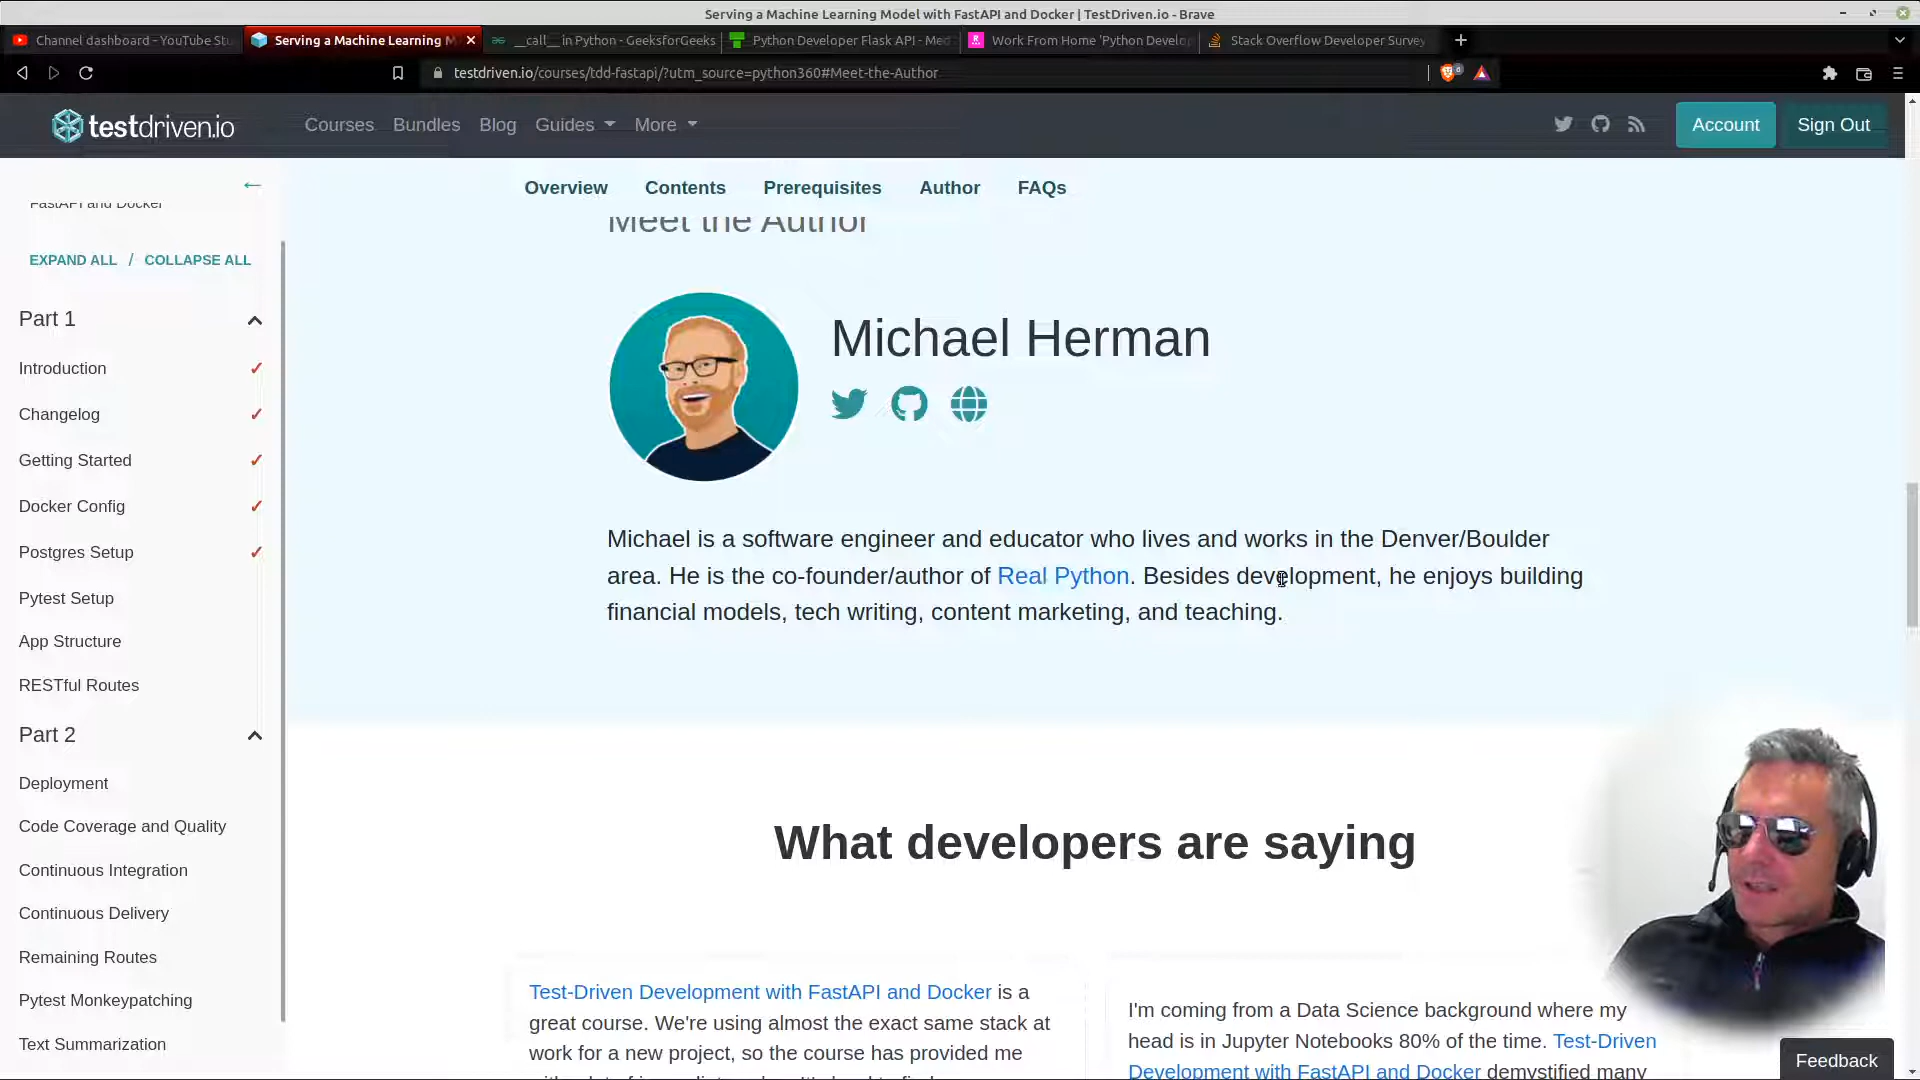 Serving a Machine Learning Model with FastAPI and Docker | TestDriven.io - Brave
Channel dashboard - YouTube Stu
Serving a Machine Learning M
__call__ in Python - GeeksforGeeks
Python Developer Flask API - Med
Work From Home 'Python Develop
Stack Overflow Developer Survey
testdriven.io/courses/tdd-fastapi/?utm_source=python360#Meet-the-Author
testdriven.io
Courses
Bundles
Blog
Guides
More
Account
Sign Out
Overview
Contents
Prerequisites
Author
FAQs
FastAPI and Docker
EXPAND ALL / COLLAPSE ALL
Part 1
Introduction
Changelog
Getting Started
Docker Config
Postgres Setup
Pytest Setup
App Structure
RESTful Routes
Part 2
Deployment
Code Coverage and Quality
Continuous Integration
Continuous Delivery
Remaining Routes
Pytest Monkeypatching
Text Summarization
Meet the Author
Michael Herman
Michael is a software engineer and educator who lives and works in the Denver/Boulder
area. He is the co-founder/author of Real Python. Besides development, he enjoys building
financial models, tech writing, content marketing, and teaching.
What developers are saying
Test-Driven Development with FastAPI and Docker is a
great course. We're using almost the exact same stack at
work for a new project, so the course has provided me
I'm coming from a Data Science background where my
head is in Jupyter Notebooks 80% of the time. Test-Driven
Development with FastAPI and Docker demystified many
Feedback